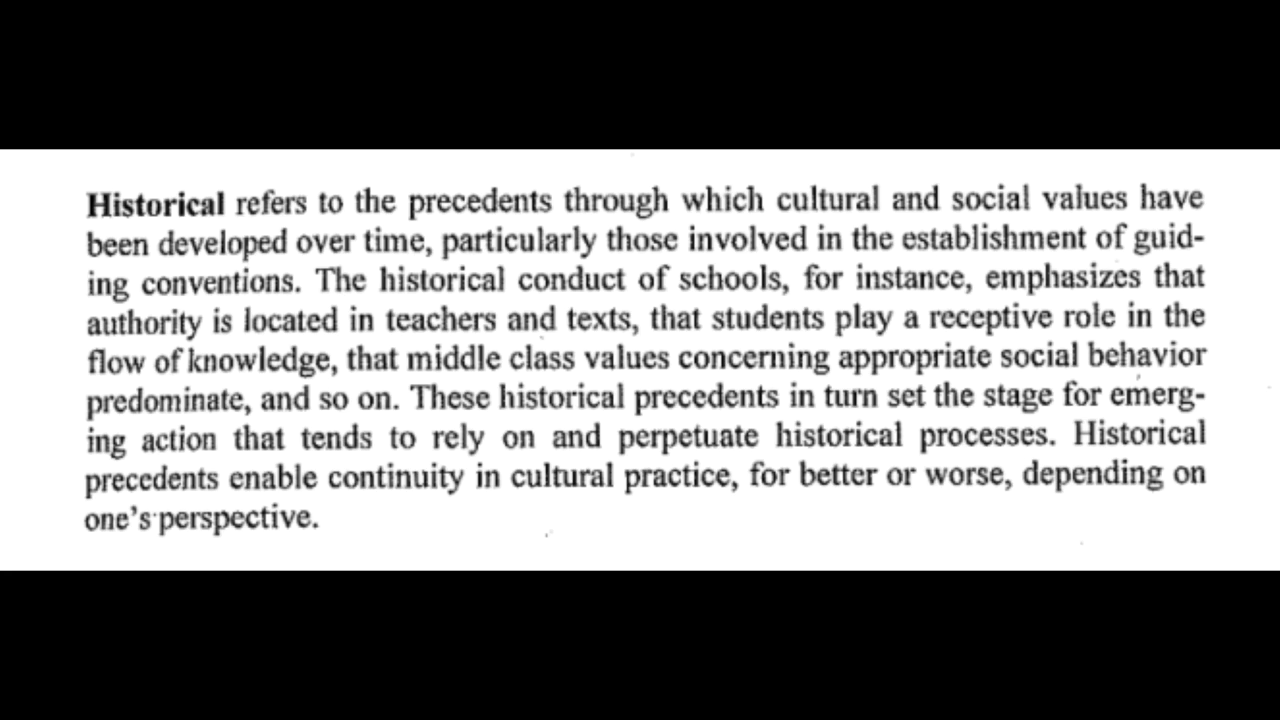 Historical refers to the precedents through which cultural and social values have
been developed over time, particularly those involved in the establishment of guid-
ing conventions. The historical conduct of schools, for instance, emphasizes that
authority is located in teachers and texts, that students play a receptive role in the
flow of knowledge, that middle class values concerning appropriate social behavior
predominate, and so on. These historical precedents in turn set the stage for emerg-
ing action that tends to rely on and perpetuate historical processes. Historical
precedents enable continuity in cultural practice, for better or worse, depending on
one's perspective.